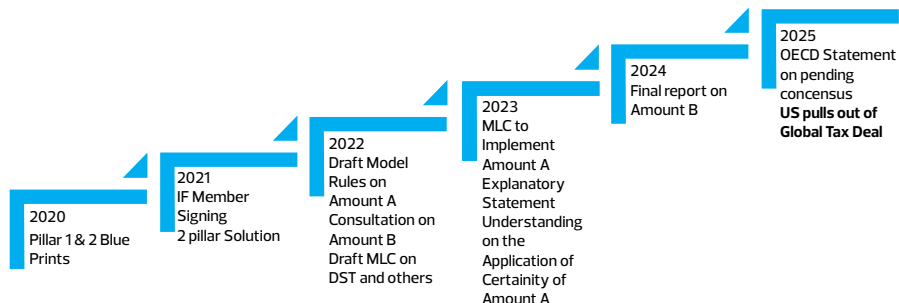 2020
Pillar 1 & 2 Blue
Prints
2021
IF Member
Signing
2 pillar Solution
2022
Draft Model
Rules on
Amount A
Consultation on
Amount B
Draft MLC on
DST and others
2023
MLC to
Implement
Amount A
Explanatory
Statement
Understanding
on the
Application of
Certainity of
Amount A
2024
Final report on
Amount B
2025
OECD Statement
on pending
concensus
US pulls out of
Global Tax Deal